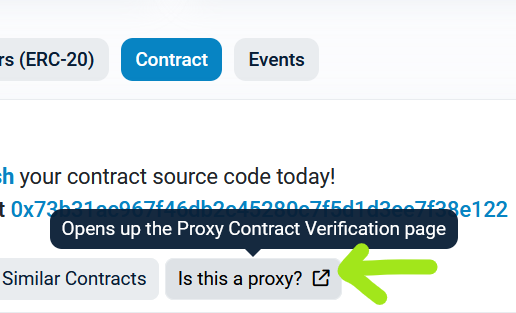 rs (ERC-20)
Contract
Events
sh your contract source code today!
t 0x73b31ac967f46db2c45280c7f5d1d3ee7f38e122
Opens up the Proxy Contract Verification page
Similar Contracts
Is this a proxy?